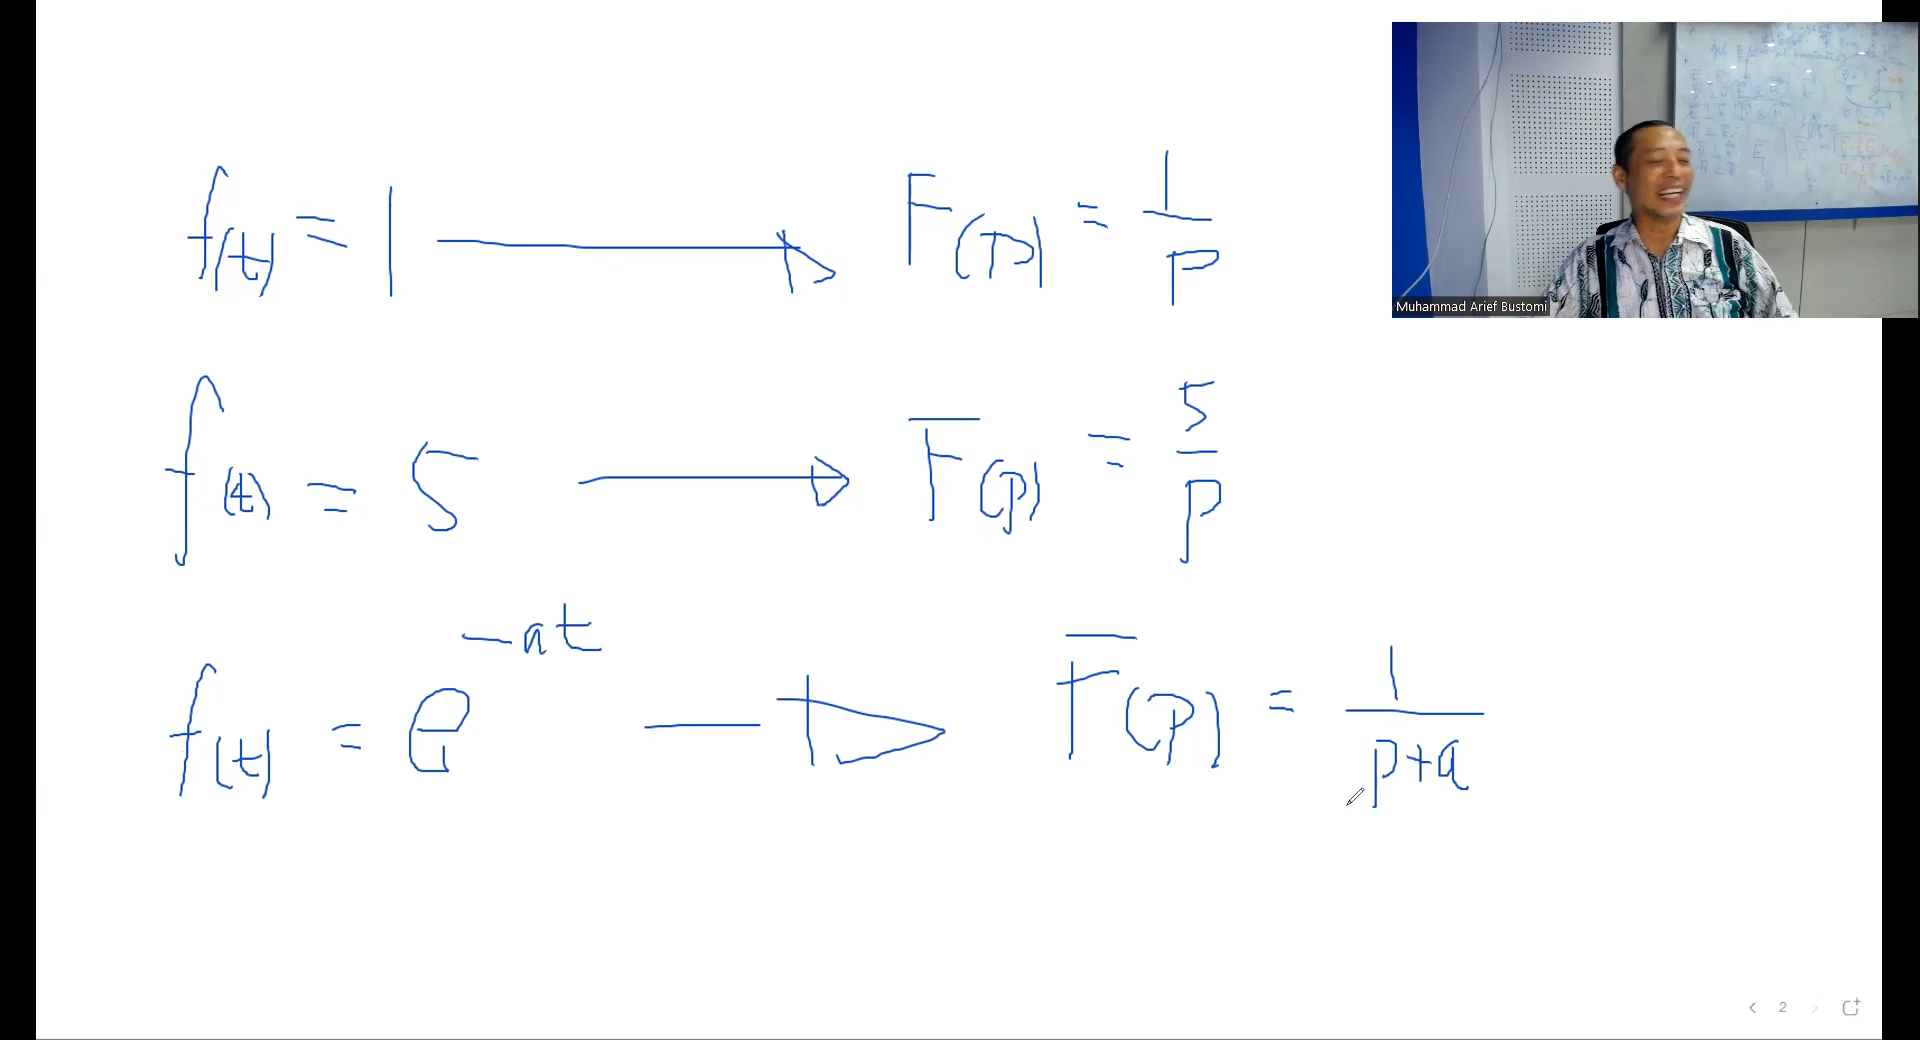 f(t) = 1 → F(p) = 1/p
Muhammad Arief Bustomi
f(t) = 5 → F(p) = 5/p
f(t) = e^-at → F(p) = 1/p+a
2